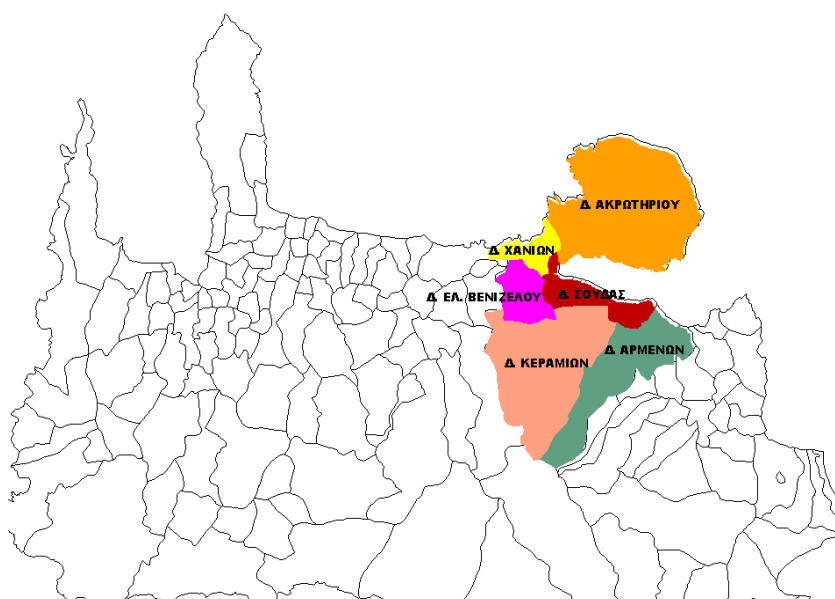 Δ. ΑΚΡΩΤΗΡΙΟΥ
Δ. ΧΑΝΙΩΝ
Δ. ΕΛ. ΒΕΝΙΖΕΛΟΥ
Δ. ΣΟΥΔΑΣ
Δ. ΑΡΜΕΝΩΝ
Δ. ΚΕΡΑΜΙΩΝ